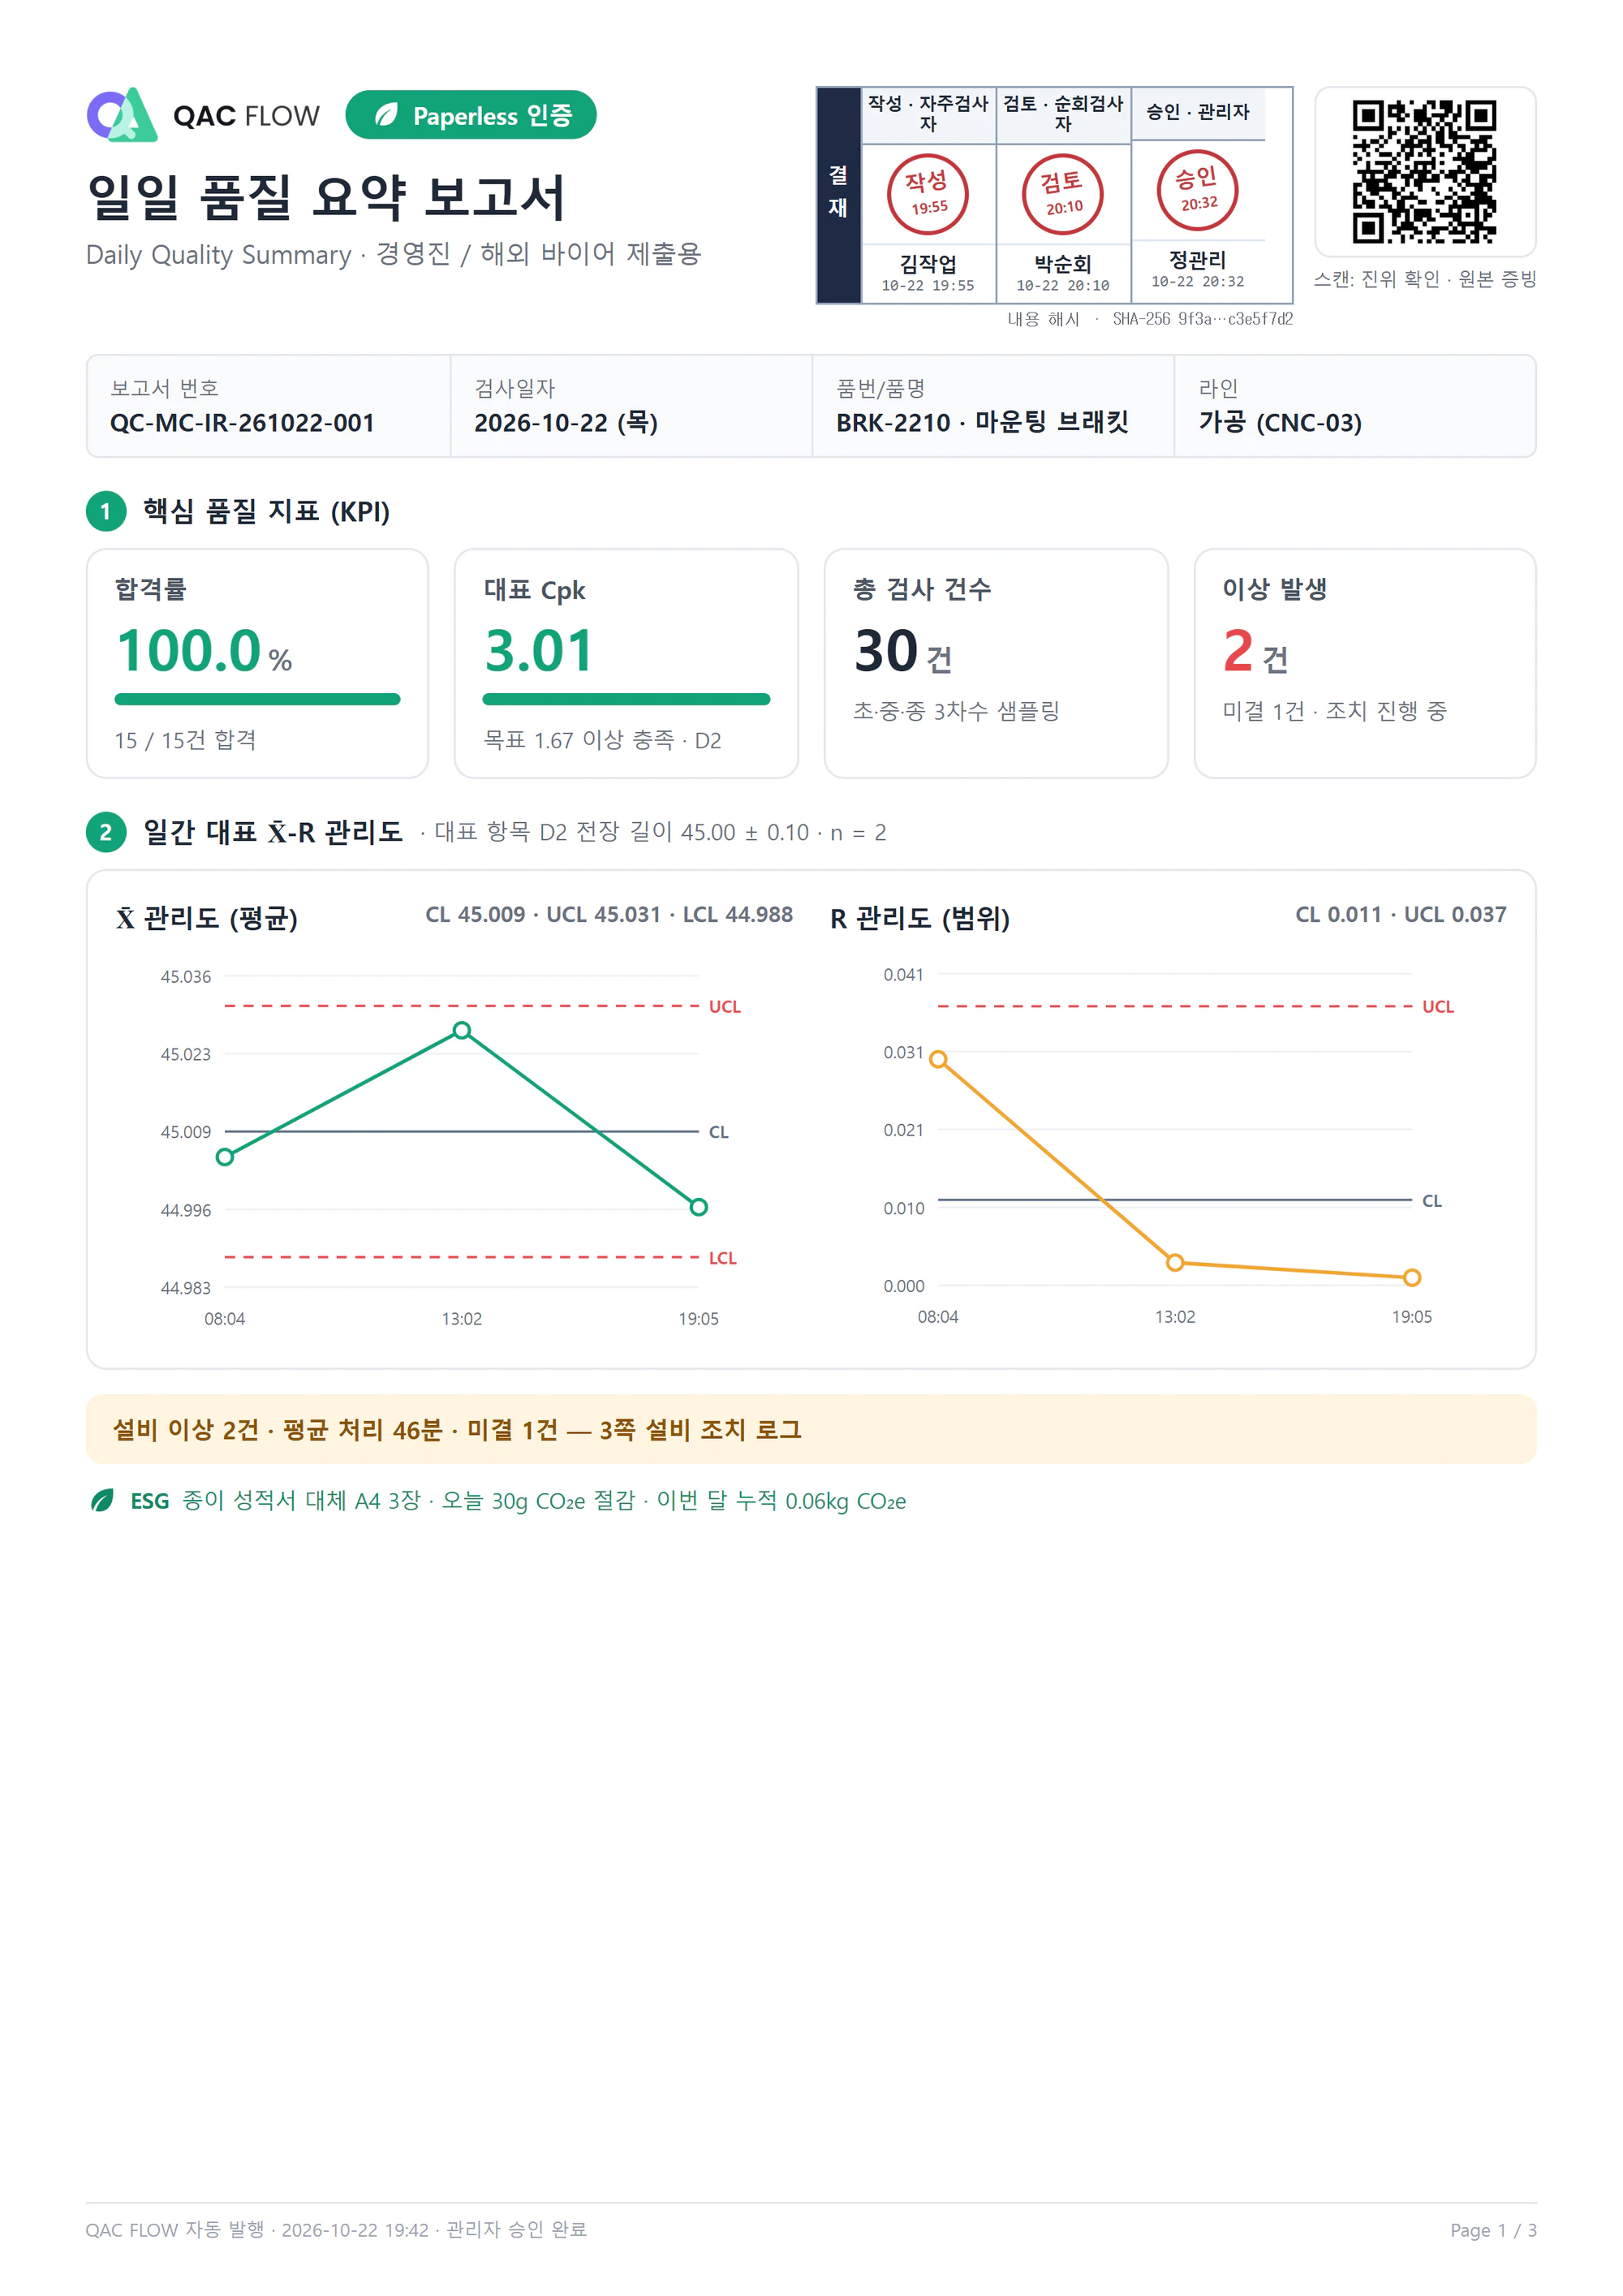 QAC FLOW
Paperless 인증
일일 품질 요약 보고서
Daily Quality Summary · 경영진 / 해외 바이어 제출용
결
재
작성 · 자주검사
자
작성
19:55
김작업
10-22 19:55
검토 · 순회검사
자
검토
20:10
박순회
10-22 20:10
승인 · 관리자
승인
20:32
정관리
10-22 20:32
내용 해시 · SHA-256 9f3a…c3e5f7d2
스캔: 진위 확인 · 원본 증빙
보고서 번호
QC-MC-IR-261022-001
검사일자
2026-10-22 (목)
품번/품명
BRK-2210 · 마운팅 브래킷
라인
가공 (CNC-03)
1 핵심 품질 지표 (KPI)
합격률
100.0 %
15 / 15건 합격
대표 Cpk
3.01
목표 1.67 이상 충족 · D2
총 검사 건수
30 건
초·중·종 3차수 샘플링
이상 발생
2 건
미결 1건 · 조치 진행 중
2 일간 대표 X̄-R 관리도 · 대표 항목 D2 전장 길이 45.00 ± 0.10 · n = 2
X̄ 관리도 (평균) CL 45.009 · UCL 45.031 · LCL 44.988
45.036
UCL
45.023
45.009 CL
44.996
LCL
44.983
08:04 13:02 19:05
R 관리도 (범위) CL 0.011 · UCL 0.037
0.041
UCL
0.031
0.021
CL
0.010
0.000
08:04 13:02 19:05
설비 이상 2건 · 평균 처리 46분 · 미결 1건 — 3쪽 설비 조치 로그
ESG 종이 성적서 대체 A4 3장 · 오늘 30g CO₂e 절감 · 이번 달 누적 0.06kg CO₂e
QAC FLOW 자동 발행 · 2026-10-22 19:42 · 관리자 승인 완료
Page 1 / 3